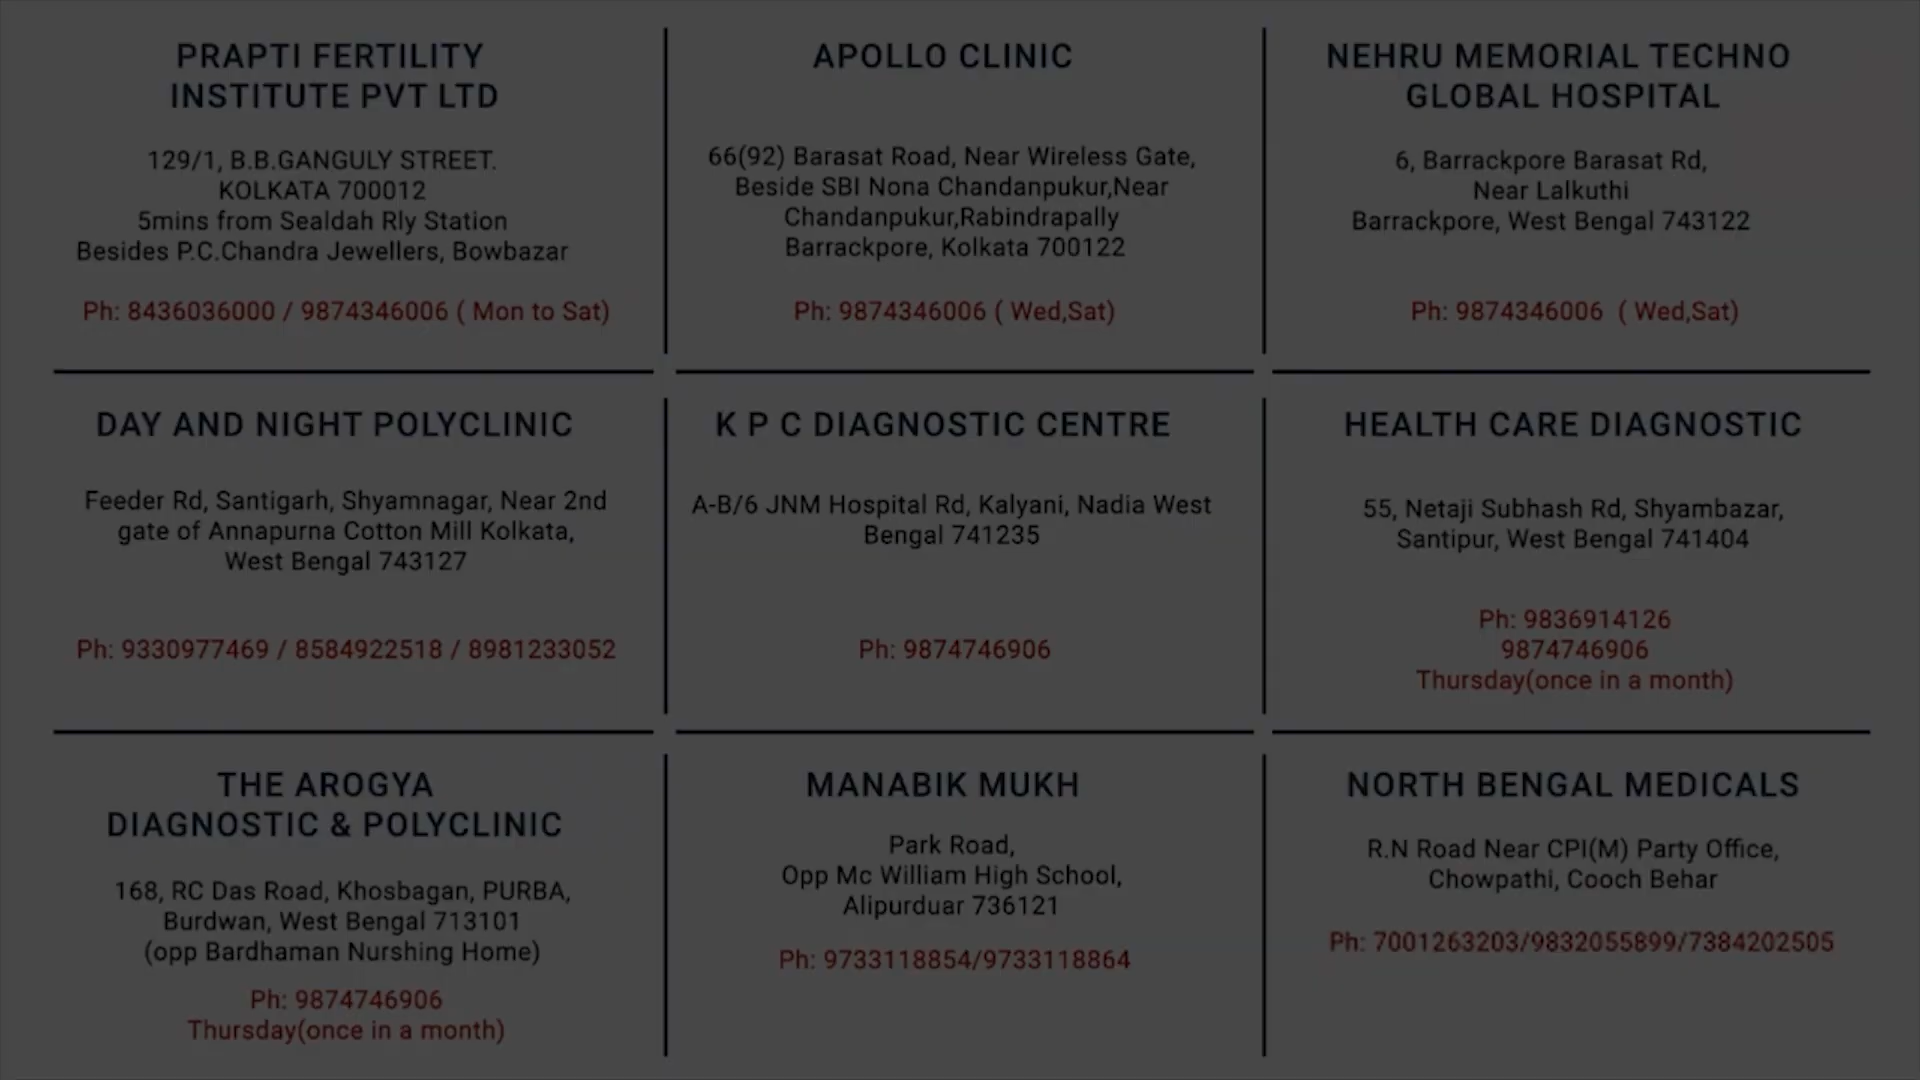 PRAPTI FERTILITY
INSTITUTE PVT LTD
129/1, B.B.GANGULY STREET.
KOLKATA 700012
5mins from Sealdah Rly Station
Besides P.C.Chandra Jewellers, Bowbazar
Ph: 8436036000 / 9874346006 ( Mon to Sat)
APOLLO CLINIC
66(92) Barasat Road, Near Wireless Gate,
Beside SBI Nona Chandanpukur,Near
Chandanpukur,Rabindrapally
Barrackpore, Kolkata 700122
Ph: 9874346006 ( Wed,Sat)
NEHRU MEMORIAL TECHNO
GLOBAL HOSPITAL
6, Barrackpore Barasat Rd,
Near Lalkuthi
Barrackpore, West Bengal 743122
Ph: 9874346006  ( Wed,Sat)
DAY AND NIGHT POLYCLINIC
Feeder Rd, Santigarh, Shyamnagar, Near 2nd
gate of Annapurna Cotton Mill Kolkata,
West Bengal 743127
Ph: 9330977469 / 8584922518 / 8981233052
K P C DIAGNOSTIC CENTRE
A-B/6 JNM Hospital Rd, Kalyani, Nadia West
Bengal 741235
Ph: 9874746906
HEALTH CARE DIAGNOSTIC
55, Netaji Subhash Rd, Shyambazar,
Santipur, West Bengal 741404
Ph: 9836914126
9874746906
Thursday(once in a month)
THE AROGYA
DIAGNOSTIC & POLYCLINIC
168, RC Das Road, Khosbagan, PURBA,
Burdwan, West Bengal 713101
(opp Bardhaman Nurshing Home)
Ph: 9874746906
Thursday(once in a month)
MANABIK MUKH
Park Road,
Opp Mc William High School,
Alipurduar 736121
Ph: 9733118854/9733118864
NORTH BENGAL MEDICALS
R.N Road Near CPI(M) Party Office,
Chowpathi, Cooch Behar
Ph: 7001263203/9832055899/7384202505